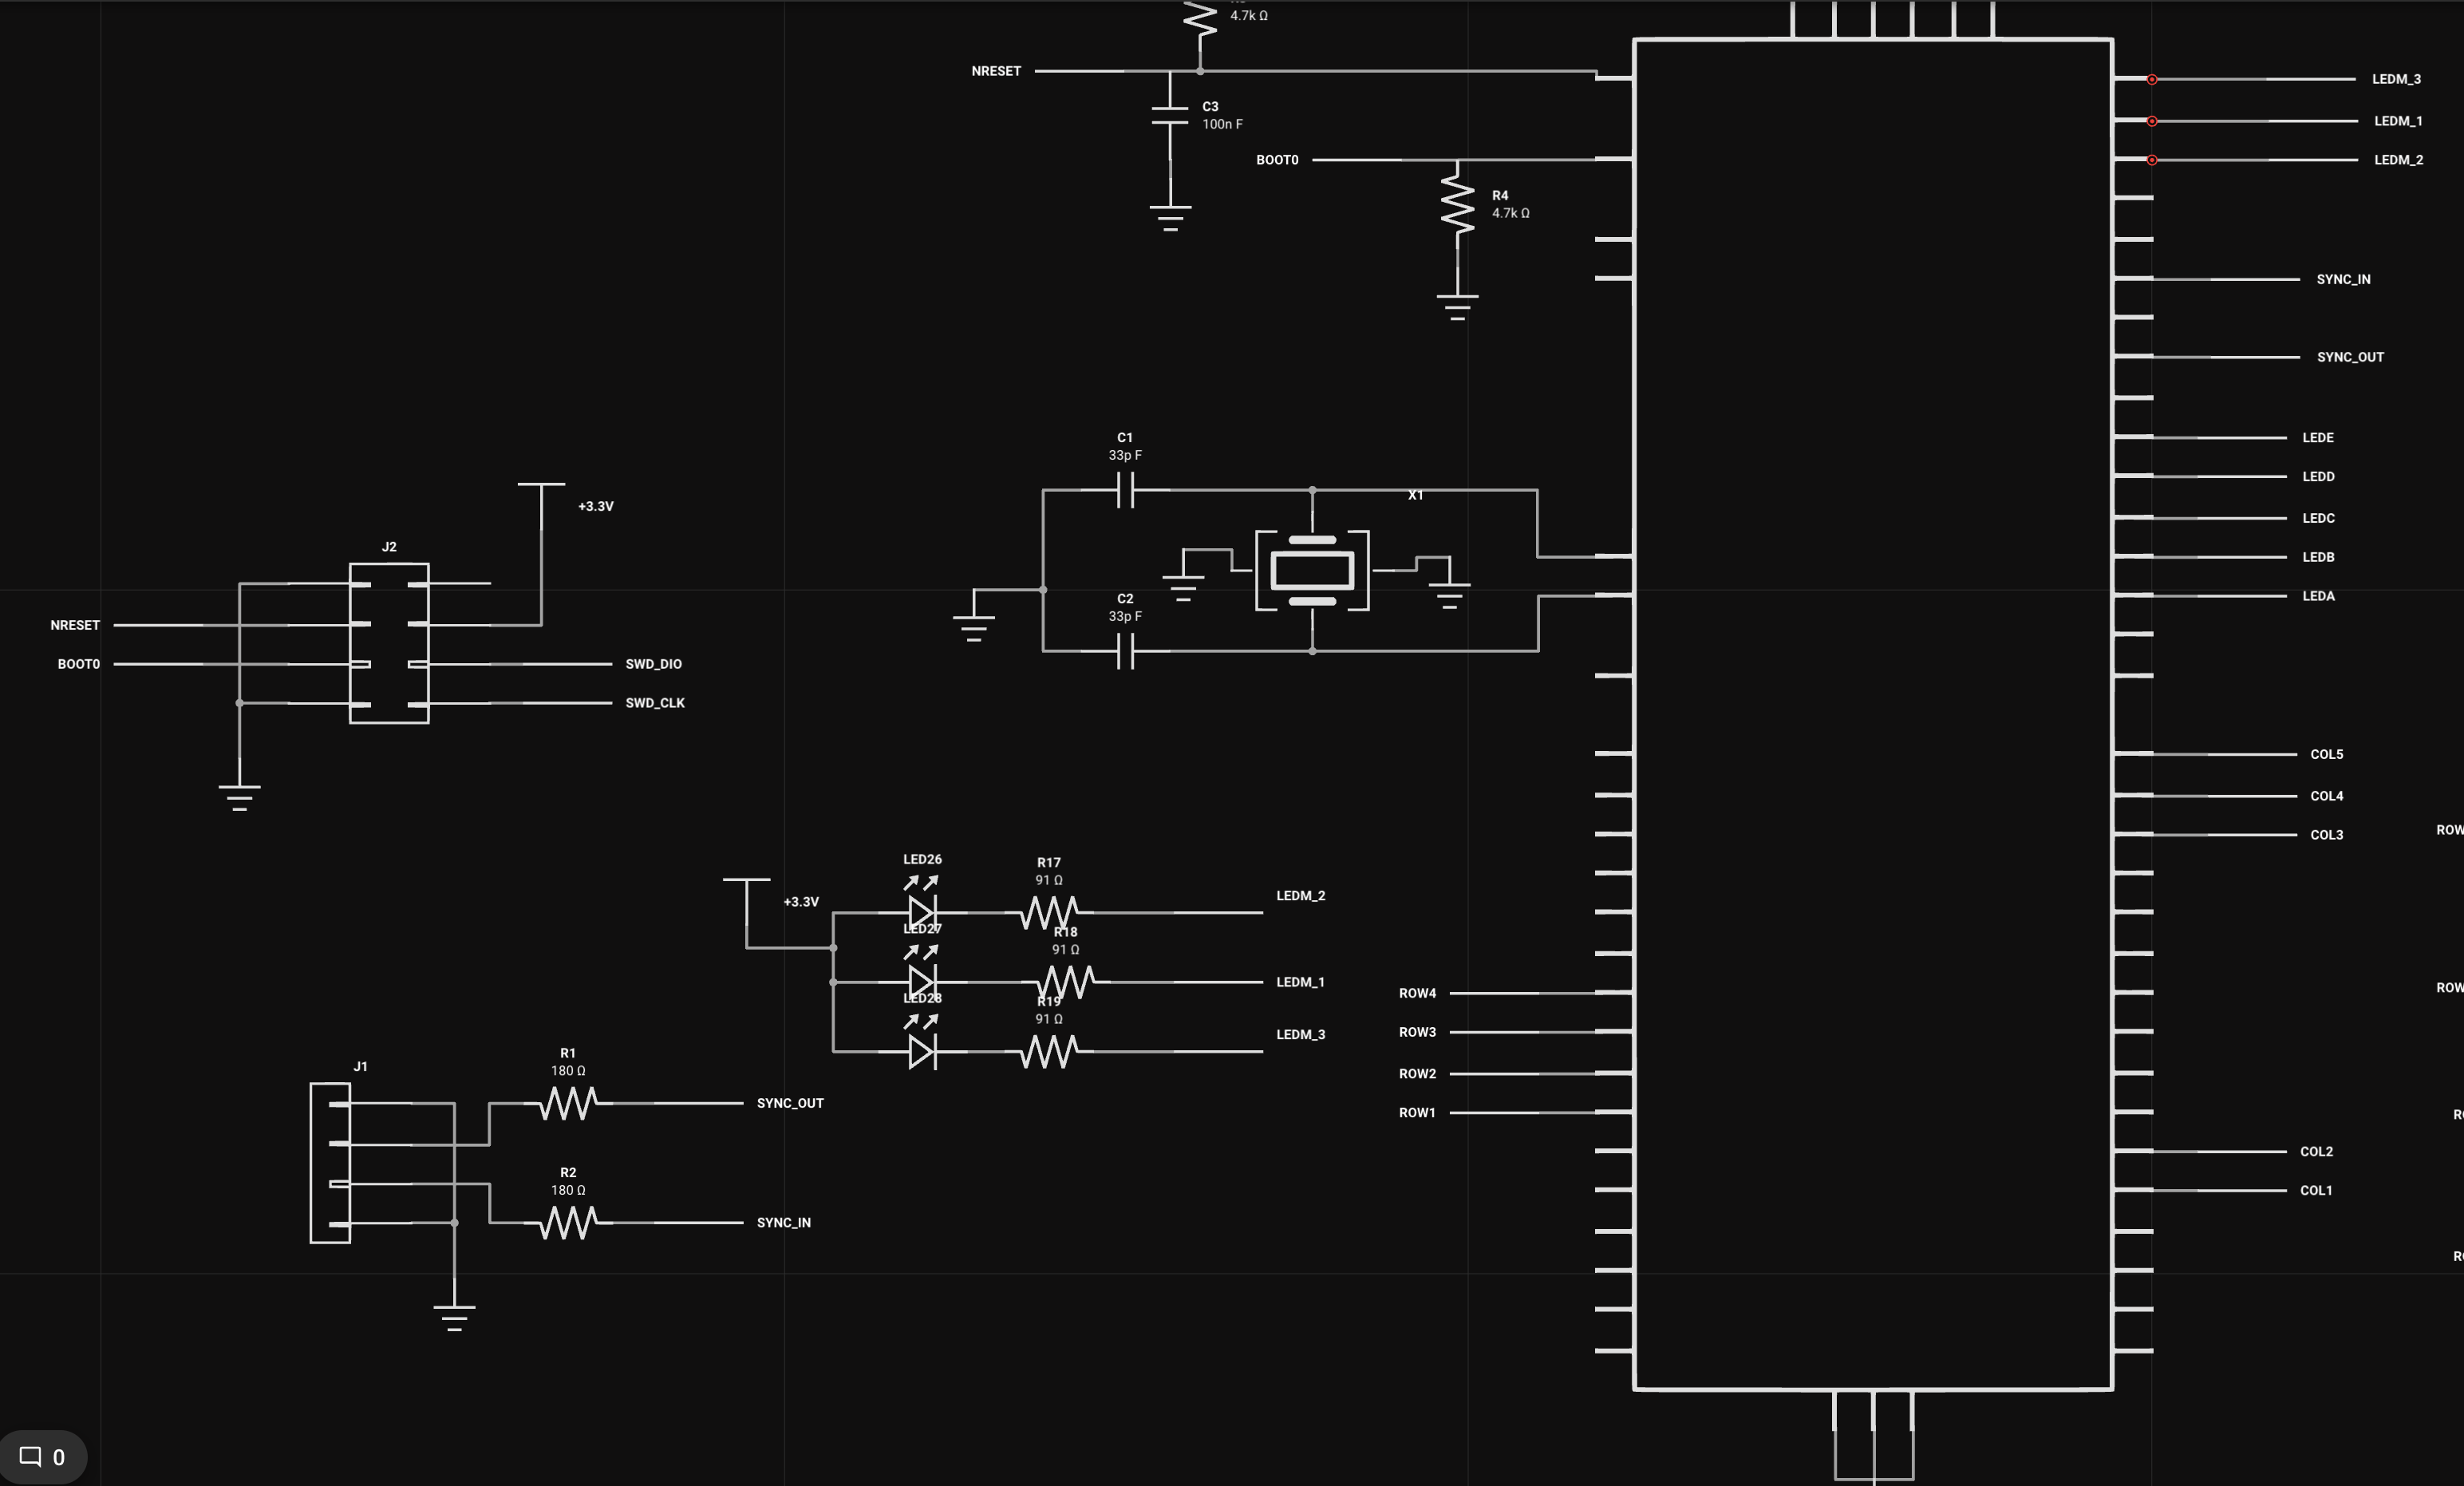 4.7k Ω
NRESET
C3
100n F
BOOT0
R4
4.7k Ω
LEDM_3
LEDM_1
LEDM_2
SYNC_IN
SYNC_OUT
LEDE
LEDD
LEDC
LEDB
LEDA
C1
33p F
X1
C2
33p F
+3.3V
J2
NRESET
BOOT0
SWD_DIO
SWD_CLK
COL5
COL4
COL3
ROW
LED26
R17
91 Ω
LEDM_2
+3.3V
LED27
R18
91 Ω
LEDM_1
LED28
R19
91 Ω
LEDM_3
ROW4
ROW
ROW3
ROW2
ROW1
J1
R1
180 Ω
SYNC_OUT
R2
180 Ω
SYNC_IN
COL2
COL1
0